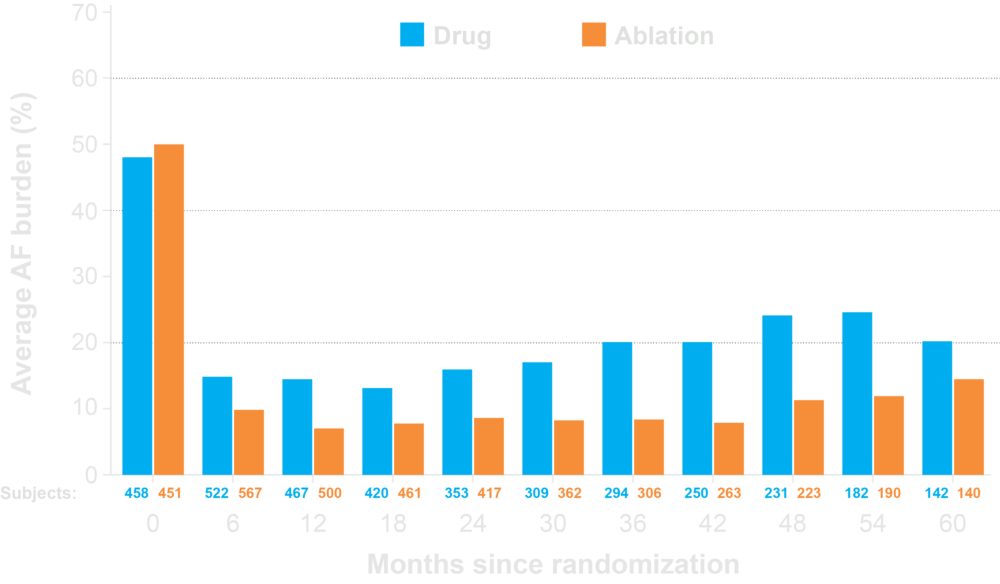 70
Drug Ablation
60
50
40
30
20
10
0
Average AF burden (%)
Subjects: 458 451 522 567 467 500 420 461 353 417 309 362 294 306 250 263 231 223 182 190 142 140
0 6 12 18 24 30 36 42 48 54 60
Months since randomization